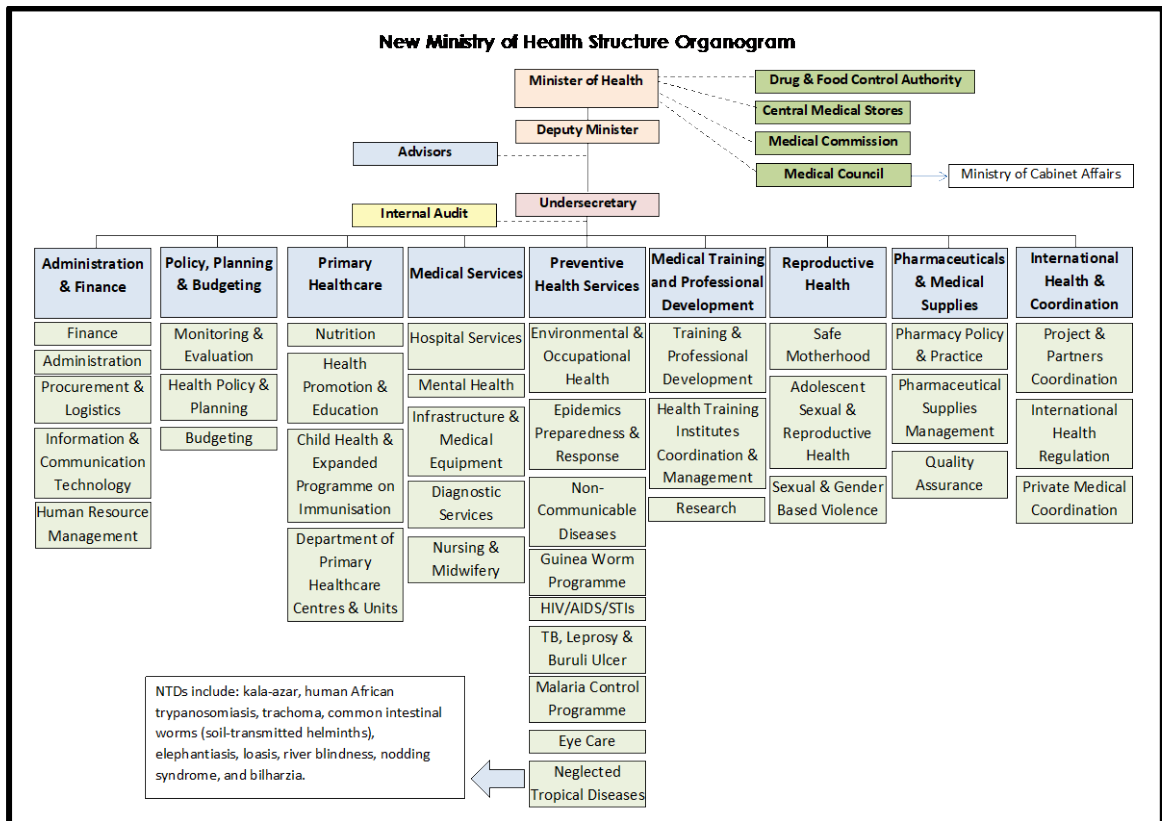 New Ministry of Health Structure Organogram
Minister of Health
Drug & Food Control Authority
Central Medical Stores
Deputy Minister
Medical Commission
Advisors
Medical Council
Ministry of Cabinet Affairs
Undersecretary
Internal Audit
Administration
& Finance
Finance
Administration
Procurement &
Logistics
Information &
Communication
Technology
Human Resource
Management
Policy, Planning
& Budgeting
Monitoring &
Evaluation
Health Policy &
Planning
Budgeting
Primary
Healthcare
Nutrition
Health
Promotion &
Education
Child Health &
Expanded
Programme on
Immunisation
Department of
Primary
Healthcare
Centres & Units
Medical Services
Hospital Services
Mental Health
Infrastructure &
Medical
Equipment
Diagnostic
Services
Nursing &
Midwifery
Preventive
Health Services
Environmental &
Occupational
Health
Epidemics
Preparedness &
Response
Non-
Communicable
Diseases
Guinea Worm
Programme
HIV/AIDS/STIs
TB, Leprosy &
Buruli Ulcer
Malaria Control
Programme
Eye Care
Neglected
Tropical Diseases
Medical Training
and Professional
Development
Training &
Professional
Development
Health Training
Institutes
Coordination &
Management
Research
Reproductive
Health
Safe
Motherhood
Adolescent
Sexual &
Reproductive
Health
Sexual & Gender
Based Violence
Pharmaceuticals
& Medical
Supplies
Pharmacy Policy
& Practice
Pharmaceutical
Supplies
Management
Quality
Assurance
International
Health &
Coordination
Project &
Partners
Coordination
International
Health
Regulation
Private Medical
Coordination
NTDs include: kala-azar, human African
trypanosomiasis, trachoma, common intestinal
worms (soil-transmitted helminths),
elephantiasis, loasis, river blindness, nodding
syndrome, and bilharzia.